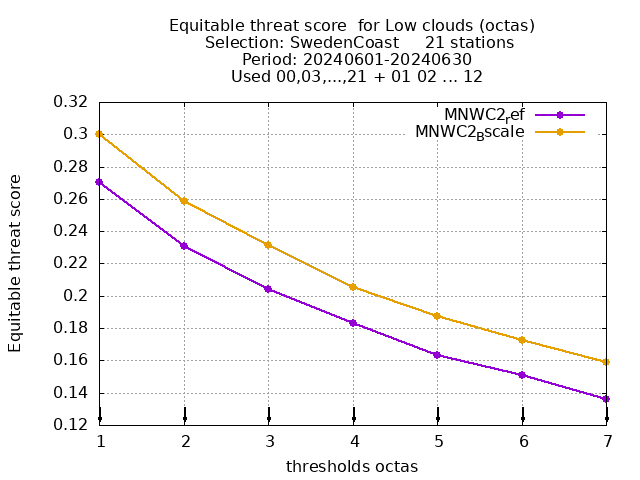 Equitable threat score  for Low clouds (octas)
Selection: SwedenCoast     21 stations
Period: 20240601-20240630
Used 00,03,...,21 + 01 02 ... 12
MNWC2_ref
MNWC2_Bscale
0.32
0.3
0.28
0.26
0.24
0.22
0.2
0.18
0.16
0.14
0.12
Equitable threat score
1 2 3 4 5 6 7
thresholds octas